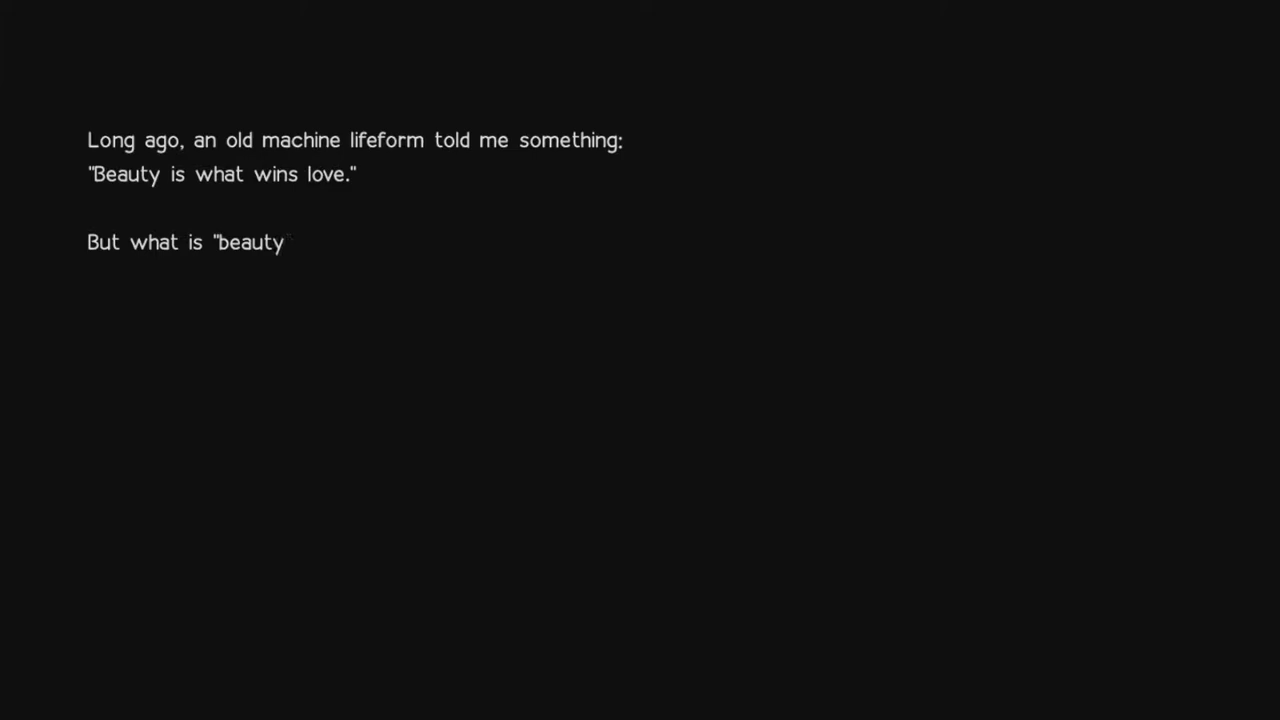 Long ago, an old machine lifeform told me something:
"Beauty is what wins love."
But what is "beauty